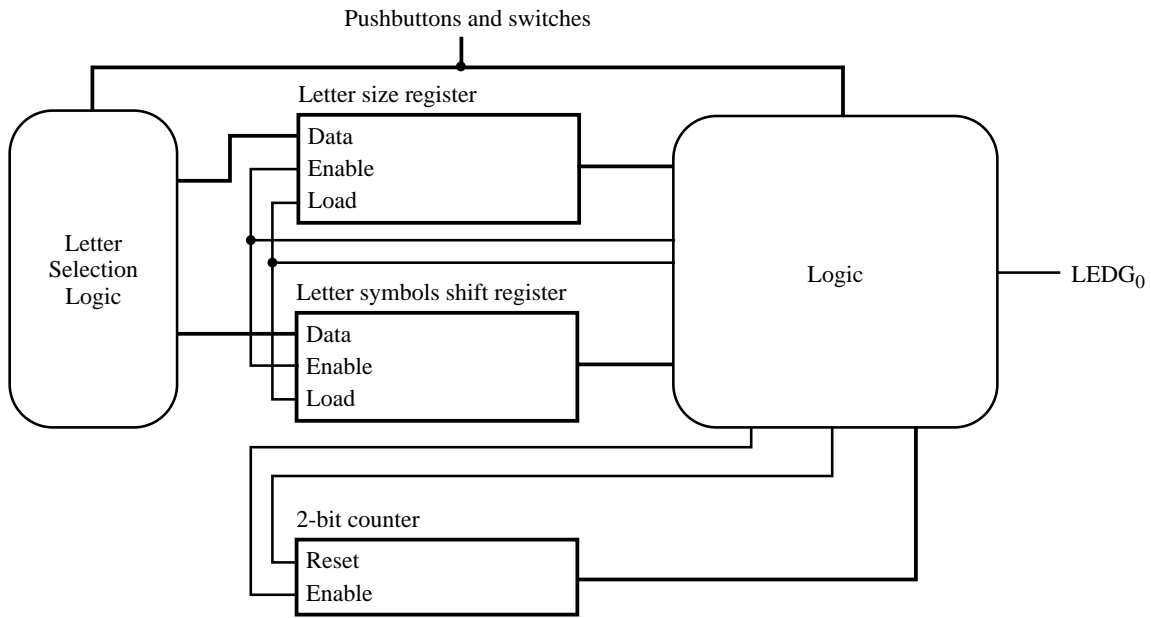 Pushbuttons and switches
Letter size register
Data
Enable
Load
Letter
Selection
Logic
Logic
LEDG0
Letter symbols shift register
Data
Enable
Load
2-bit counter
Reset
Enable